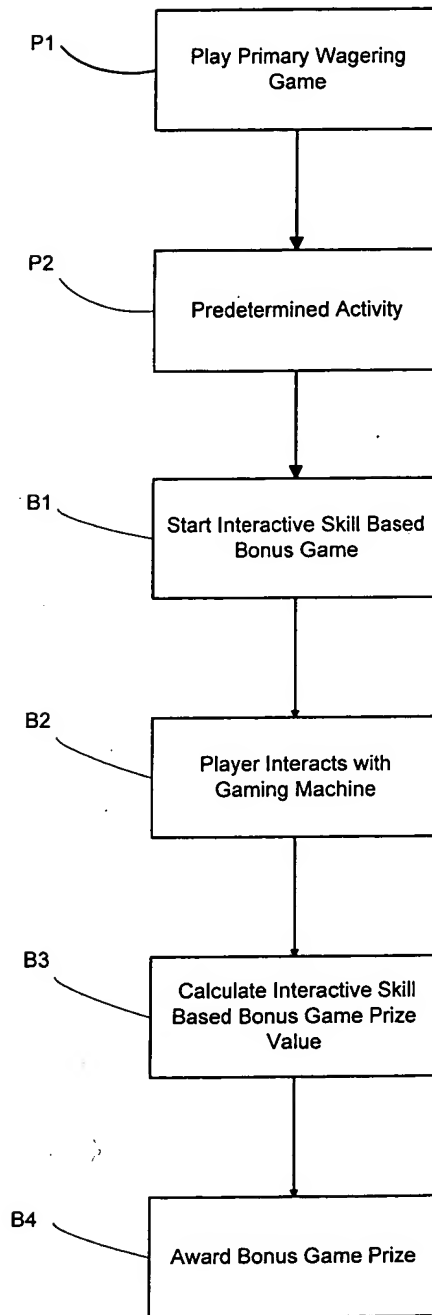 P1
Play Primary Wagering
Game
P2
Predetermined Activity
B1
Start Interactive Skill Based
Bonus Game
B2
Player Interacts with
Gaming Machine
B3
Calculate Interactive Skill
Based Bonus Game Prize
Value
B4
Award Bonus Game Prize